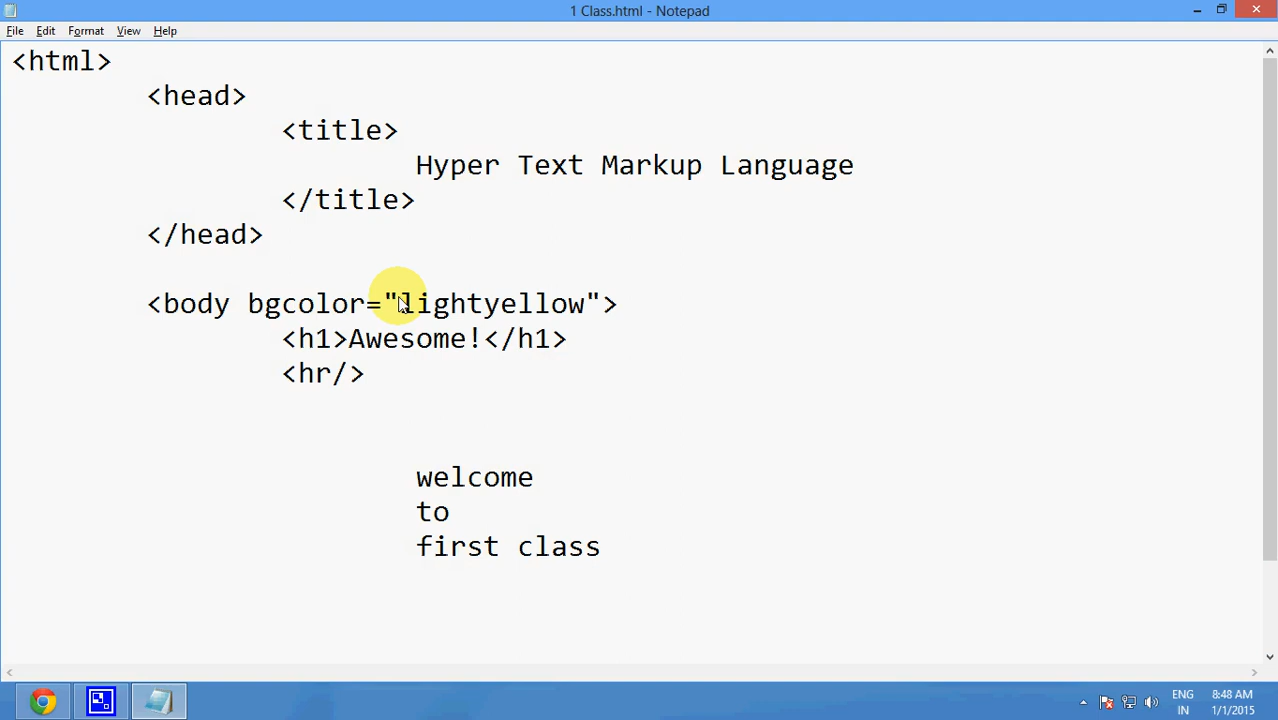 1 Class.html - Notepad
File Edit Format View Help
<html>
<head>
<title>
Hyper Text Markup Language
</title>
</head>
<body bgcolor="lightyellow">
<h1>Awesome!</h1>
<hr/>
welcome
to
first class
ENG 8:48 AM
IN 1/1/2015